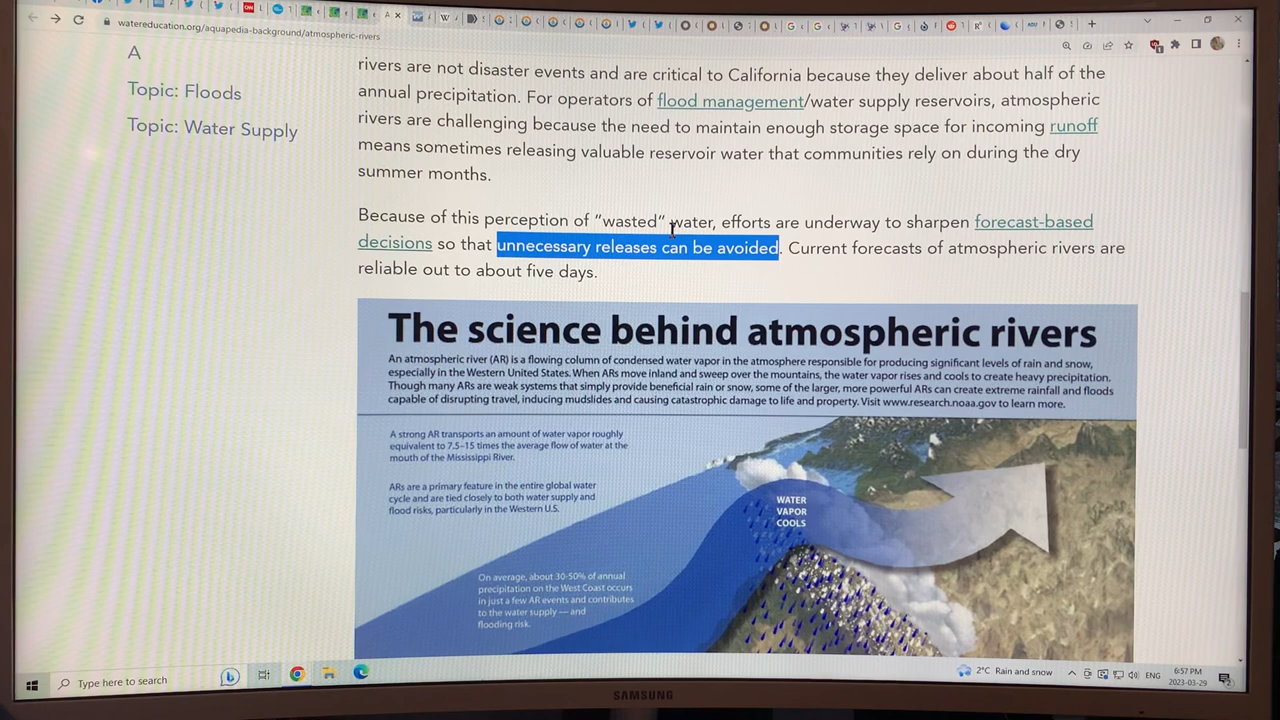 watereducation.org/aquapedia-background/atmospheric-rivers
A
Topic: Floods
Topic: Water Supply
rivers are not disaster events and are critical to California because they deliver about half of the
annual precipitation. For operators of flood management/water supply reservoirs, atmospheric
rivers are challenging because the need to maintain enough storage space for incoming runoff
means sometimes releasing valuable reservoir water that communities rely on during the dry
summer months.
Because of this perception of “wasted” water, efforts are underway to sharpen forecast-based
decisions so that unnecessary releases can be avoided. Current forecasts of atmospheric rivers are
reliable out to about five days.
The science behind atmospheric rivers
An atmospheric river (AR) is a flowing column of condensed water vapor in the atmosphere responsible for producing significant levels of rain and snow,
especially in the Western United States. When ARs move inland and sweep over the mountains, the water vapor rises and cools to create heavy precipitation.
Though many ARs are weak systems that simply provide beneficial rain or snow, some of the larger, more powerful ARs can create extreme rainfall and floods
capable of disrupting travel, inducing mudslides and causing catastrophic damage to life and property. Visit www.research.noaa.gov to learn more.
A strong AR transports an amount of water vapor roughly
equivalent to 7.5–15 times the average flow of water at the
mouth of the Mississippi River.
ARs are a primary feature in the entire global water
cycle and are tied closely to both water supply and
flood risks, particularly in the Western U.S.
WATER
VAPOR
COOLS
On average, about 30-50% of annual
precipitation on the West Coast occurs
in just a few AR events and contributes
to the water supply — and
flooding risk.
Type here to search
2°C Rain and snow
ENG
6:57 PM
2023-03-29
SAMSUNG